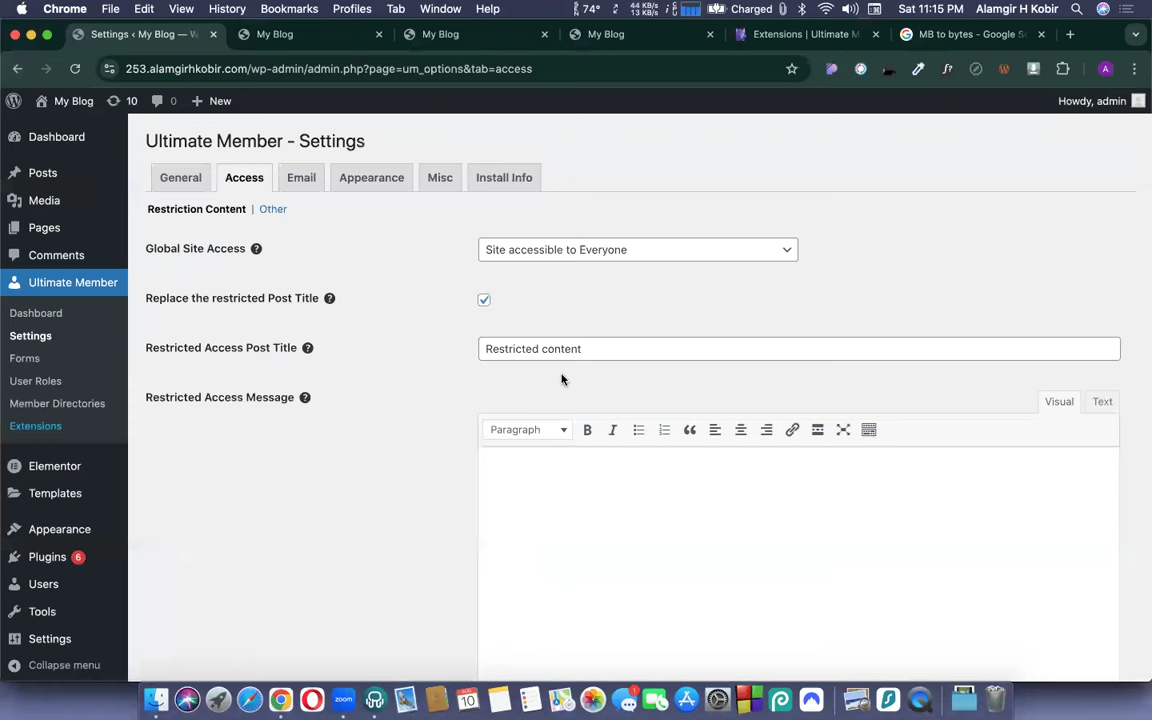 Chrome File Edit View History Bookmarks Profiles Tab Window Help 74° 44 KB/s 13 KB/s Charged Sat 11:15 PM Alamgir H Kobir
Settings ‹ My Blog — W My Blog My Blog My Blog Extensions | Ultimate M MB to bytes - Google S
253.alamgirhkobir.com/wp-admin/admin.php?page=um_options&tab=access
My Blog 10 0 New Howdy, admin
Dashboard
Posts
Media
Pages
Comments
Ultimate Member
Dashboard
Settings
Forms
User Roles
Member Directories
Extensions
Elementor
Templates
Appearance
Plugins 6
Users
Tools
Settings
Collapse menu
Ultimate Member - Settings
General Access Email Appearance Misc Install Info
Restriction Content | Other
Global Site Access ? Site accessible to Everyone
Replace the restricted Post Title ?
Restricted Access Post Title ? Restricted content
Restricted Access Message ? Visual Text
Paragraph B I